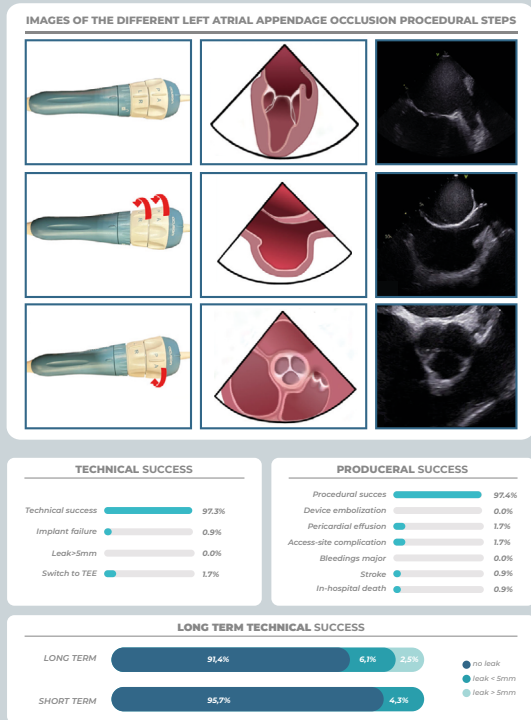 IMAGES OF THE DIFFERENT LEFT ATRIAL APPENDAGE OCCLUSION PROCEDURAL STEPS
TECHNICAL SUCCESS
Technical success 97.3%
Implant failure 0.9%
Leak>5mm 0.0%
Switch to TEE 1.7%
PRODUCERAL SUCCESS
Procedural succes 97.4%
Device embolization 0.0%
Pericardial effusion 1.7%
Access-site complication 1.7%
Bleedings major 0.0%
Stroke 0.9%
In-hospital death 0.9%
LONG TERM TECHNICAL SUCCESS
LONG TERM 91,4% 6,1% 2,5%
SHORT TERM 95,7% 4,3%
no leak
leak < 5mm
leak > 5mm